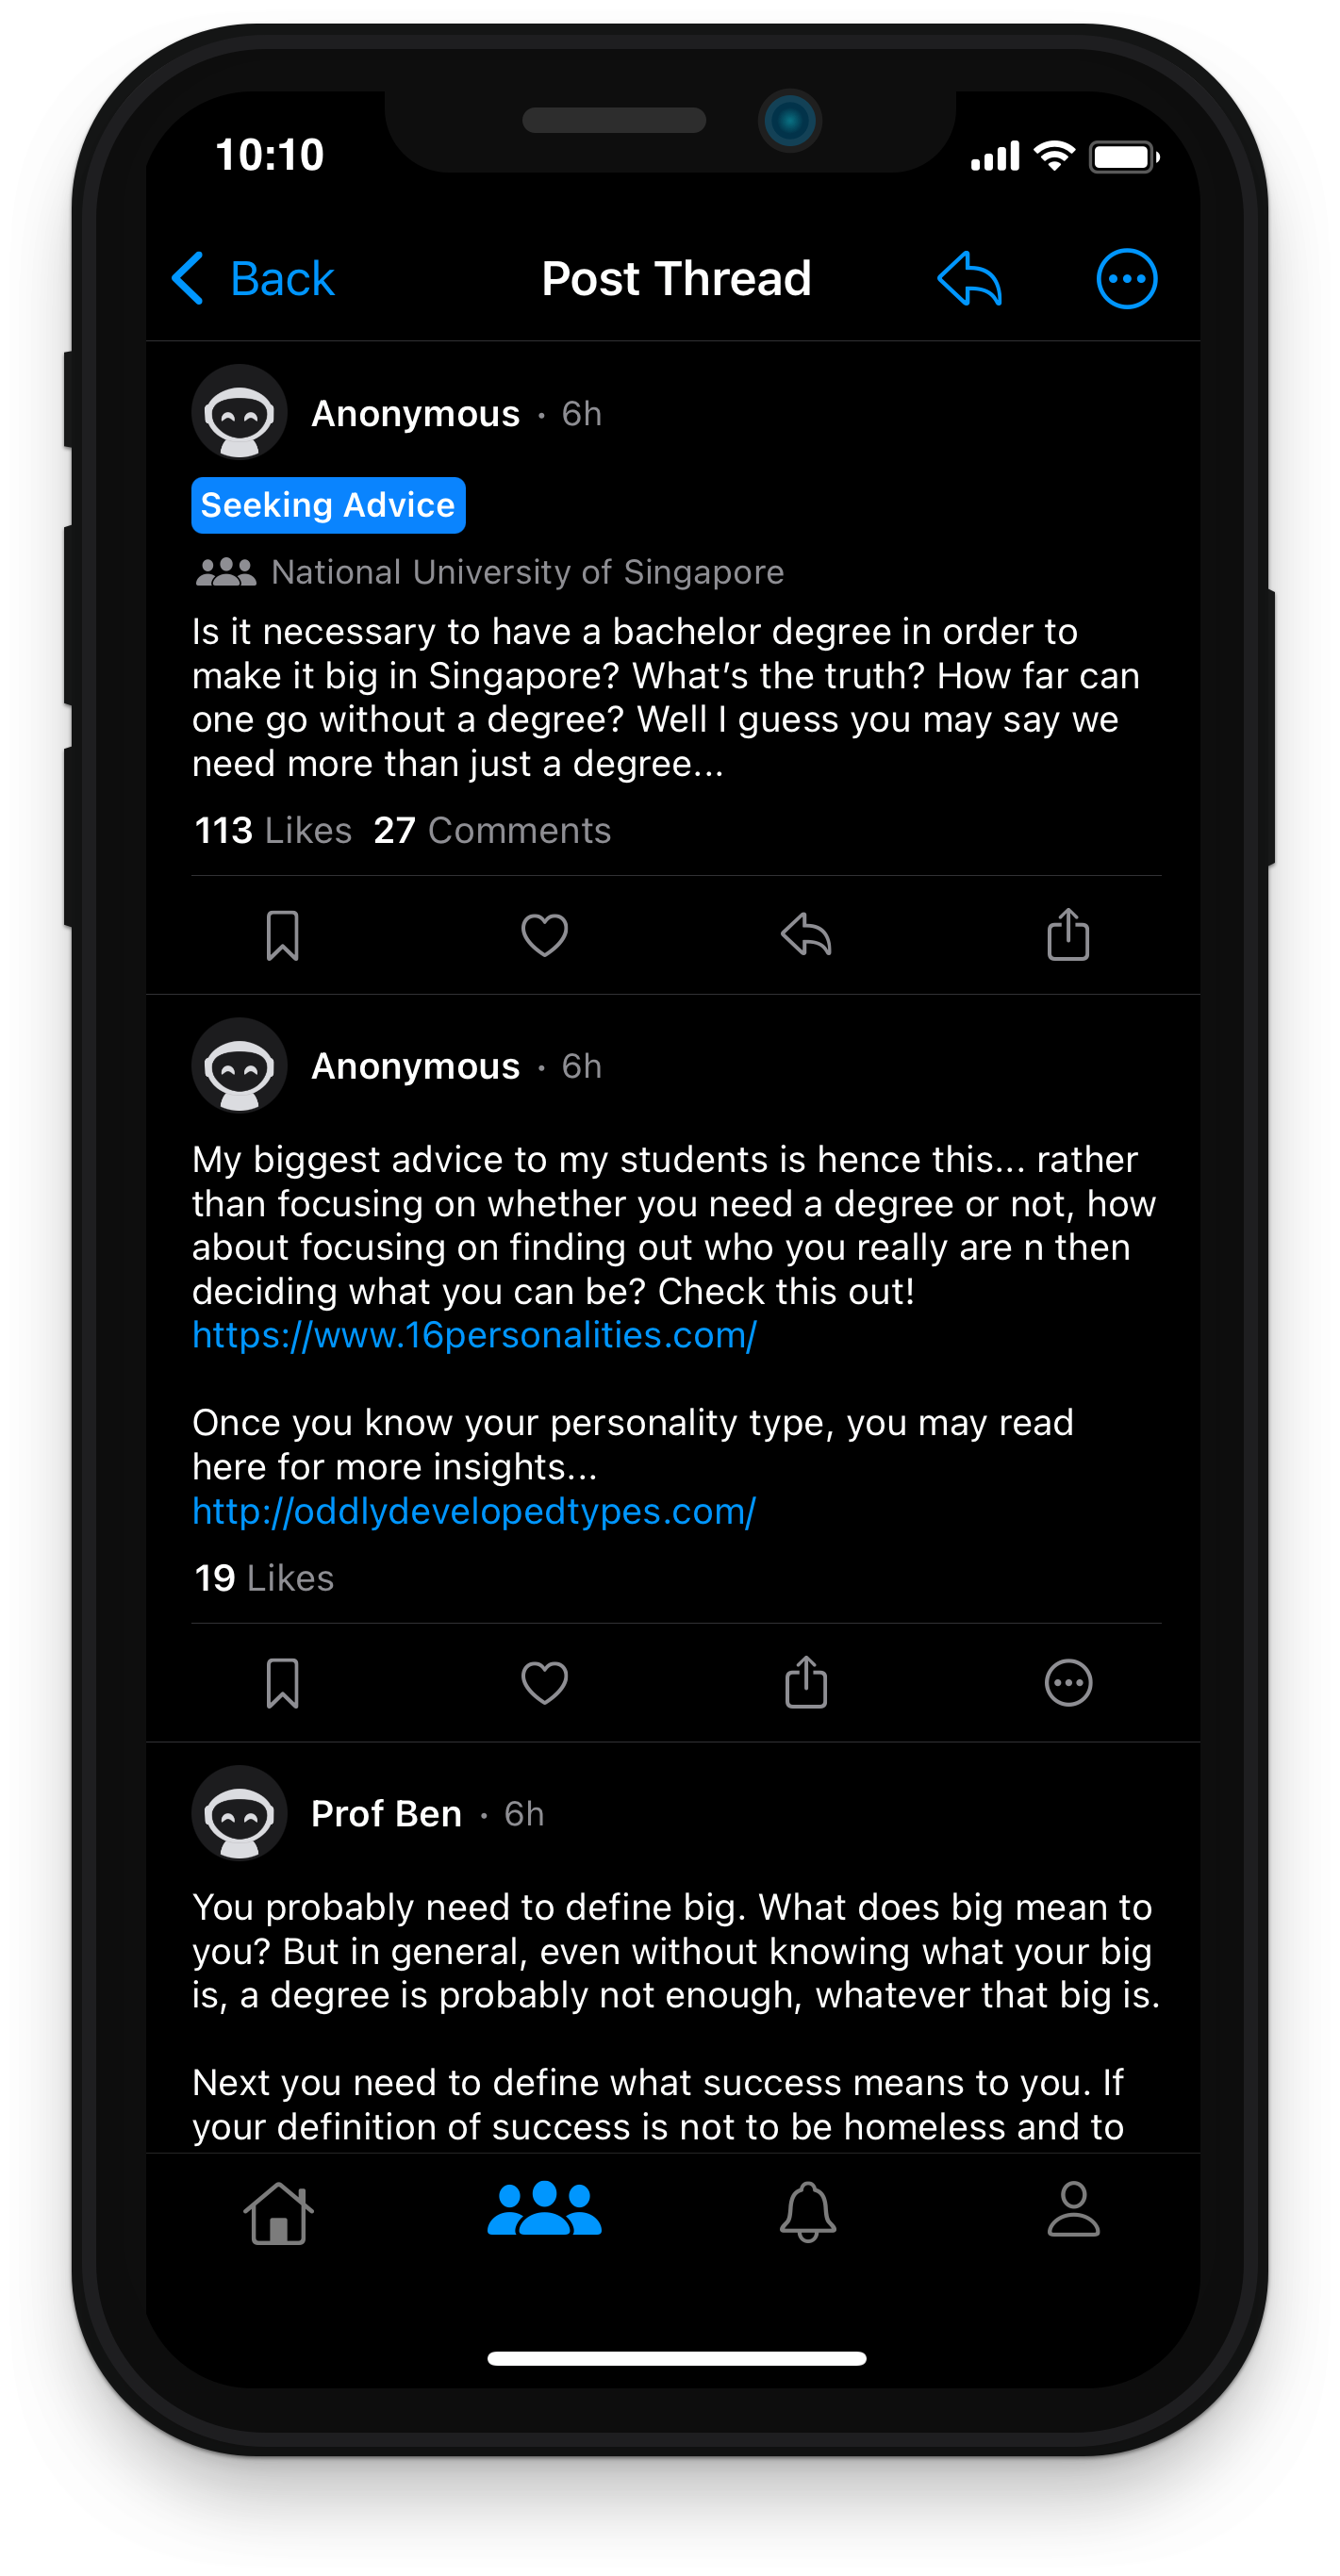 10:10
Back
Post Thread
Anonymous · 6h
Seeking Advice
National University of Singapore
Is it necessary to have a bachelor degree in order to
make it big in Singapore? What’s the truth? How far can
one go without a degree? Well I guess you may say we
need more than just a degree...
113 Likes 27 Comments
Anonymous · 6h
My biggest advice to my students is hence this... rather
than focusing on whether you need a degree or not, how
about focusing on finding out who you really are n then
deciding what you can be? Check this out!
https://www.16personalities.com/
Once you know your personality type, you may read
here for more insights...
http://oddlydevelopedtypes.com/
19 Likes
Prof Ben · 6h
You probably need to define big. What does big mean to
you? But in general, even without knowing what your big
is, a degree is probably not enough, whatever that big is.
Next you need to define what success means to you. If
your definition of success is not to be homeless and to